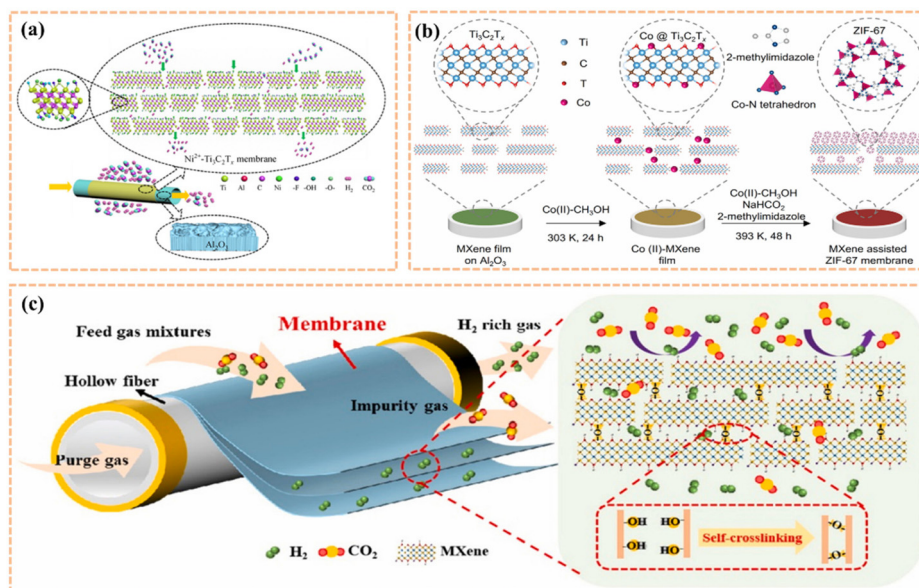 (a)
Ni²⁺-Ti₃C₂Tₓ membrane
Ti Al C Ni -F -OH -O- H₂ CO₂
Al₂O₃
(b)
Ti₃C₂Tₓ
Co @ Ti₃C₂Tₓ
ZIF-67
Ti
C
T
Co
2-methylimidazole
Co-N tetrahedron
Co(II)-CH₃OH
303 K, 24 h
Co(II)-CH₃OH
NaHCO₂
2-methylimidazole
393 K, 48 h
MXene film
on Al₂O₃
Co (II)-MXene
film
MXene assisted
ZIF-67 membrane
(c)
Feed gas mixtures
Membrane
H₂ rich gas
Hollow fiber
Impurity gas
Purge gas
H₂ CO₂ MXene
-OH HO-
-OH HO-
Self-crosslinking